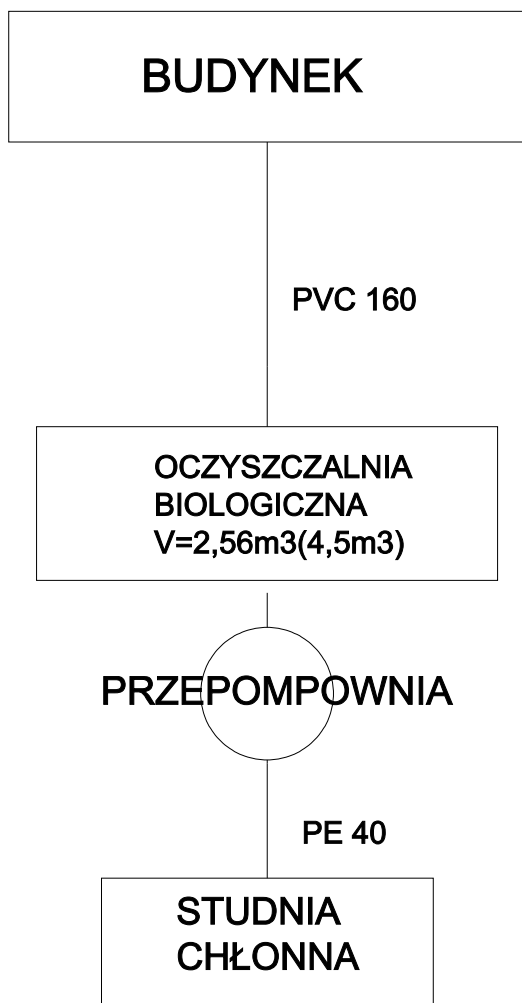 BUDYNEK
PVC 160
OCZYSZCZALNIA
BIOLOGICZNA
V=2,56m3(4,5m3)
PRZEPOMPOWNIA
PE 40
STUDNIA
CHŁONNA